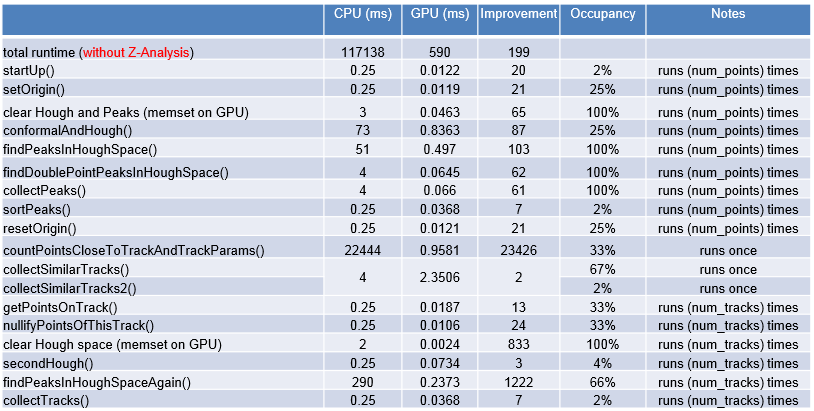 CPU (ms) GPU (ms) Improvement Occupancy Notes
total runtime (without Z-Analysis) 117138 590 199
startUp() 0.25 0.0122 20 2% runs (num_points) times
setOrigin() 0.25 0.0119 21 25% runs (num_points) times
clear Hough and Peaks (memset on GPU) 3 0.0463 65 100% runs (num_points) times
conformalAndHough() 73 0.8363 87 25% runs (num_points) times
findPeaksInHoughSpace() 51 0.497 103 100% runs (num_points) times
findDoublePointPeaksInHoughSpace() 4 0.0645 62 100% runs (num_points) times
collectPeaks() 4 0.066 61 100% runs (num_points) times
sortPeaks() 0.25 0.0368 7 2% runs (num_points) times
resetOrigin() 0.25 0.0121 21 25% runs (num_points) times
countPointsCloseToTrackAndTrackParams() 22444 0.9581 23426 33% runs once
collectSimilarTracks() 4 2.3506 2 67% runs once
collectSimilarTracks2() 2% runs once
getPointsOnTrack() 0.25 0.0187 13 33% runs (num_tracks) times
nullifyPointsOfThisTrack() 0.25 0.0106 24 33% runs (num_tracks) times
clear Hough space (memset on GPU) 2 0.0024 833 100% runs (num_tracks) times
secondHough() 0.25 0.0734 3 4% runs (num_tracks) times
findPeaksInHoughSpaceAgain() 290 0.2373 1222 66% runs (num_tracks) times
collectTracks() 0.25 0.0368 7 2% runs (num_tracks) times